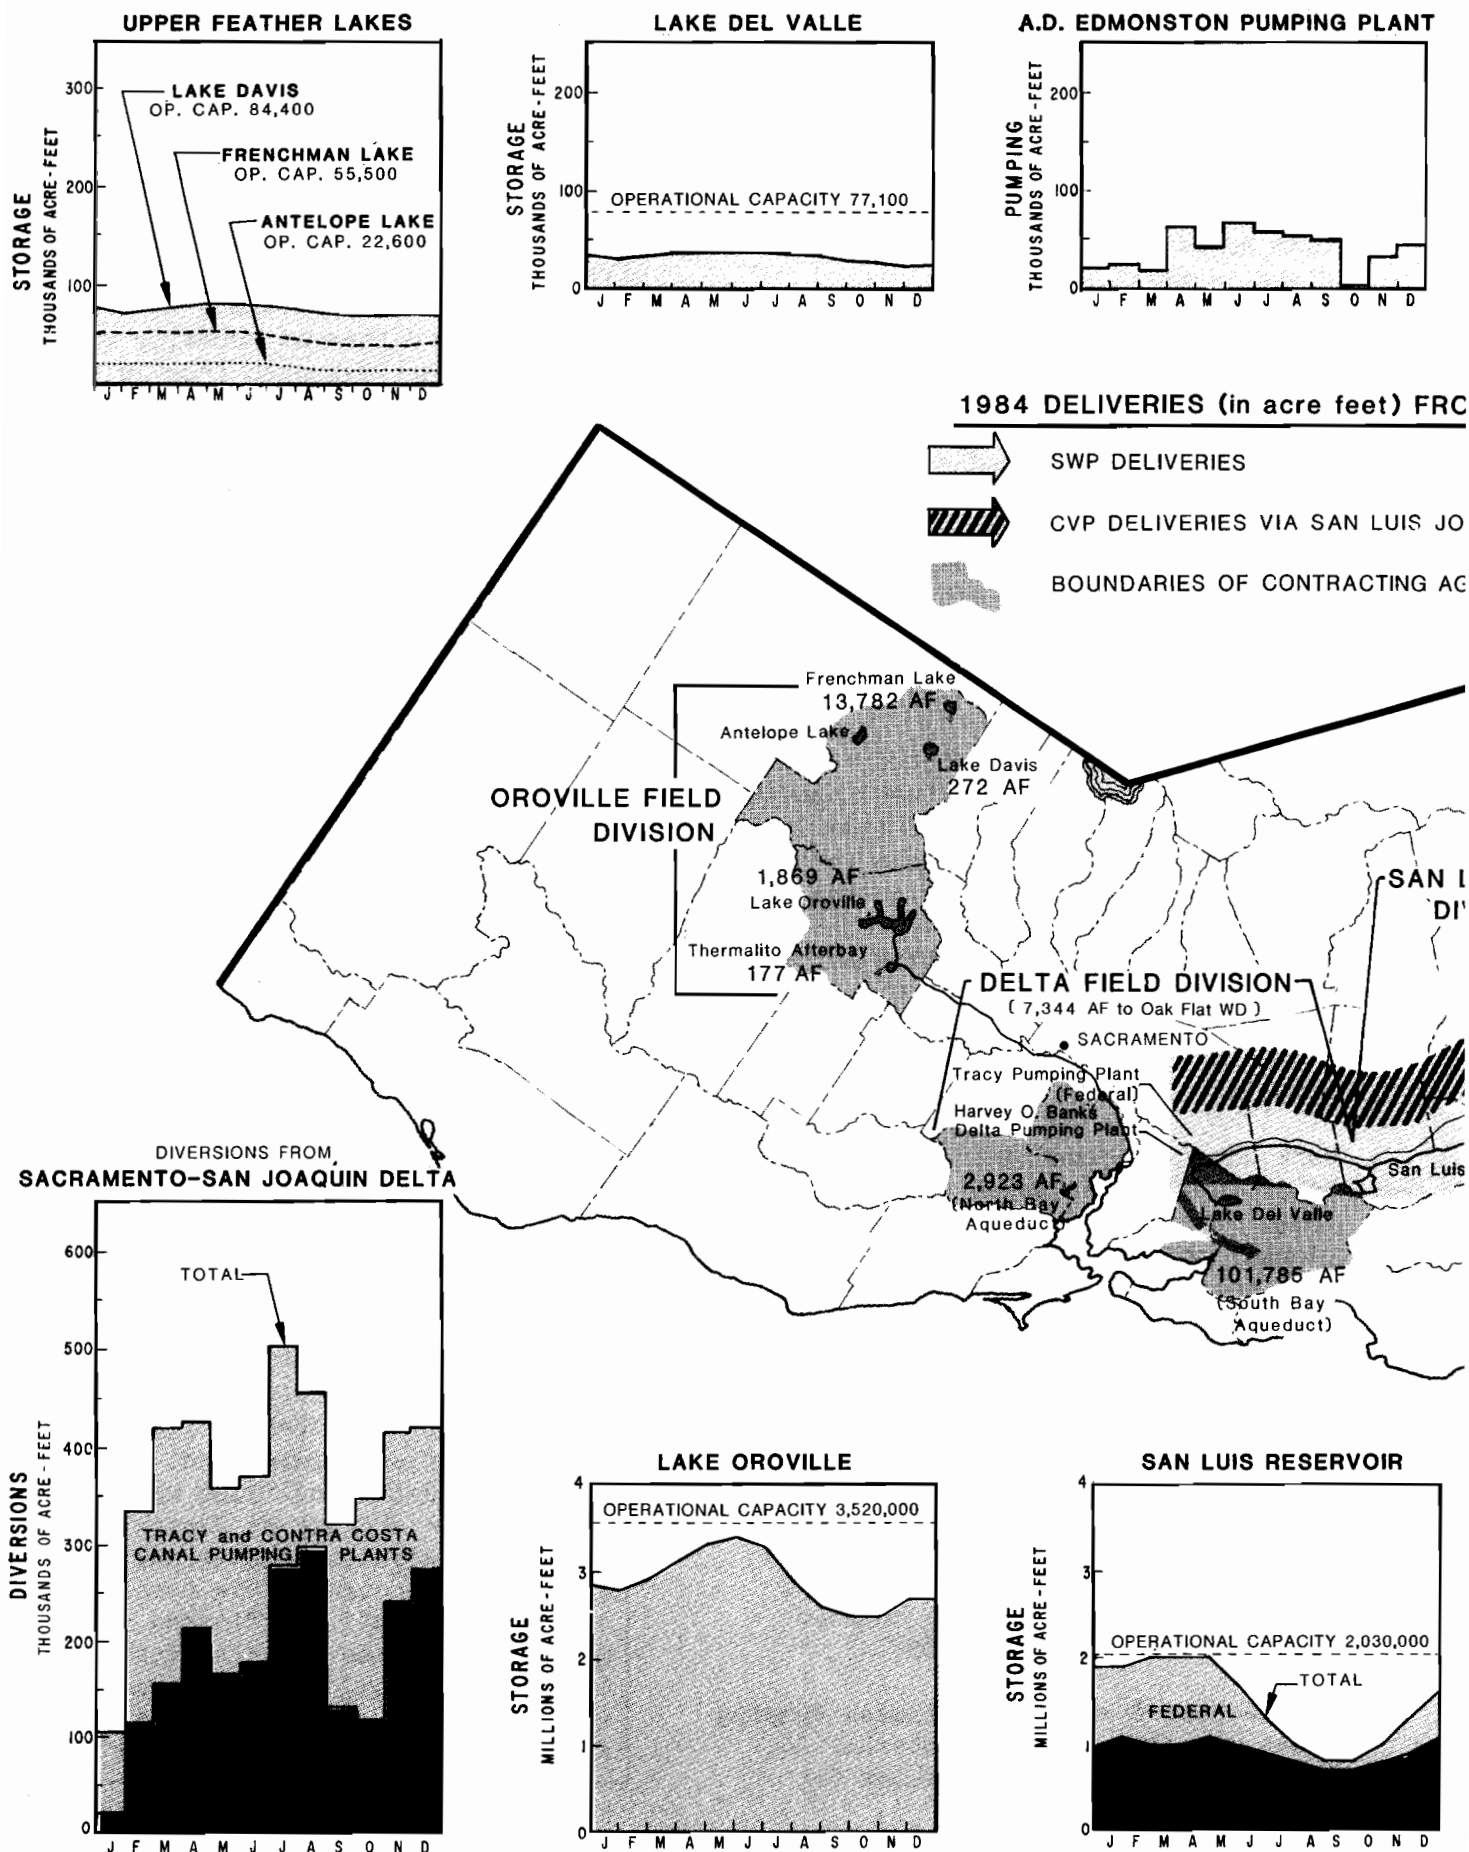 UPPER FEATHER LAKES
STORAGE
THOUSANDS OF ACRE-FEET
300
200
100
LAKE DAVIS
OP. CAP. 84,400
FRENCHMAN LAKE
OP. CAP. 55,500
ANTELOPE LAKE
OP. CAP. 22,600
J F M A M J J A S O N D
LAKE DEL VALLE
STORAGE
THOUSANDS OF ACRE-FEET
200
100
0
OPERATIONAL CAPACITY 77,100
J F M A M J J A S O N D
A.D. EDMONSTON PUMPING PLANT
PUMPING
THOUSANDS OF ACRE-FEET
200
100
0
J F M A M J J A S O N D
1984 DELIVERIES (in acre feet) FRO
SWP DELIVERIES
CVP DELIVERIES VIA SAN LUIS JO
BOUNDARIES OF CONTRACTING AG
Frenchman Lake
13,782 AF
Antelope Lake
Lake Davis
272 AF
OROVILLE FIELD
DIVISION
1,869 AF
Lake Oroville
Thermalito Afterbay
177 AF
SAN L
DI
DELTA FIELD DIVISION
( 7,344 AF to Oak Flat WD )
SACRAMENTO
Tracy Pumping Plant
(Federal)
Harvey O. Banks
Delta Pumping Plant
2,923 AF
(North Bay
Aqueduct
San Luis
Lake Del Valle
101,785 AF
(South Bay
Aqueduct)
DIVERSIONS FROM
SACRAMENTO-SAN JOAQUIN DELTA
DIVERSIONS
THOUSANDS OF ACRE-FEET
600
500
400
300
200
100
0
TOTAL
TRACY and CONTRA COSTA
CANAL PUMPING PLANTS
J F M A M J J A S O N D
LAKE OROVILLE
STORAGE
MILLIONS OF ACRE-FEET
4
3
2
1
0
OPERATIONAL CAPACITY 3,520,000
J F M A M J J A S O N D
SAN LUIS RESERVOIR
STORAGE
MILLIONS OF ACRE-FEET
4
3
2
1
0
OPERATIONAL CAPACITY 2,030,000
TOTAL
FEDERAL
J F M A M J J A S O N D